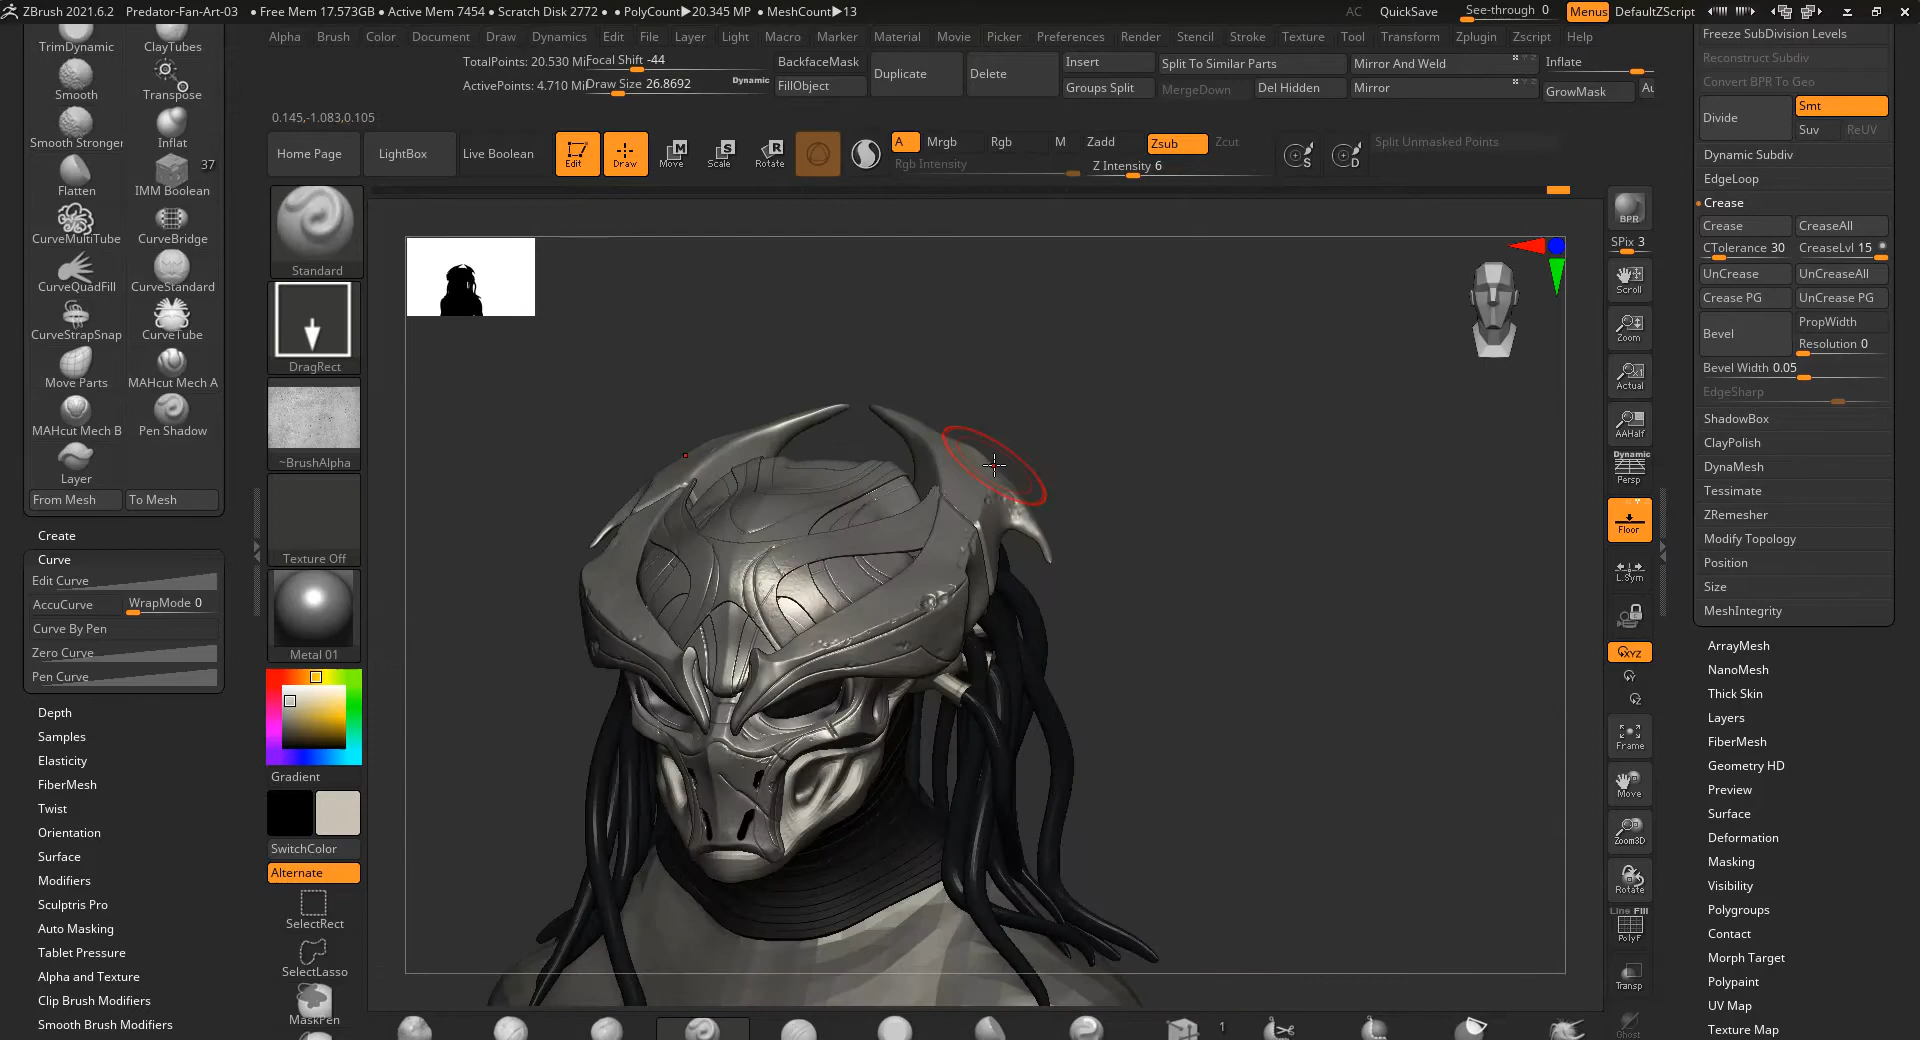 ZBrush 2021.6.2 Predator-Fan-Art-03 • Free Mem 17.573GB • Active Mem 7454 • Scratch Disk 2772 • • PolyCount▶20.345 MP • MeshCount▶13 AC QuickSave See-through 0 Menus DefaultZScript
Alpha Brush Color Document Draw Dynamics Edit File Layer Light Macro Marker Material Movie Picker Preferences Render Stencil Stroke Texture Tool Transform Zplugin Zscript Help
TotalPoints: 20.530 Mil
ActivePoints: 4.710 Mil
Focal Shift -44
Draw Size 26.8692
Dynamic
BackfaceMask
FillObject
Duplicate
Delete
Insert
Groups Split
Split To Similar Parts
MergeDown
Del Hidden
Mirror And Weld
Mirror
Inflate
GrowMask
Au
0.145,-1.083,0.105
Home Page
LightBox
Live Boolean
Edit
Draw
Move
Scale
Rotate
A
Mrgb
Rgb
M
Rgb Intensity
Zadd
Zsub
Zcut
Z Intensity 6
S
D
Split Unmasked Points
TrimDynamic
ClayTubes
Smooth
Transpose
Smooth Stronger
Inflat
37
Flatten
IMM Boolean
CurveMultiTube
CurveBridge
CurveQuadFill
CurveStandard
CurveStrapSnap
CurveTube
Move Parts
MAHcut Mech A
MAHcut Mech B
Pen Shadow
Layer
From Mesh
To Mesh
Create
Curve
Edit Curve
AccuCurve
WrapMode 0
Curve By Pen
Zero Curve
Pen Curve
Depth
Samples
Elasticity
FiberMesh
Twist
Orientation
Surface
Modifiers
Sculptris Pro
Auto Masking
Tablet Pressure
Alpha and Texture
Clip Brush Modifiers
Smooth Brush Modifiers
Standard
DragRect
~BrushAlpha
Texture Off
Metal 01
Gradient
SwitchColor
Alternate
SelectRect
SelectLasso
MaskPen
1
BPR
SPix 3
Scroll
Zoom
Actual
AAHalf
Dynamic
Persp
Floor
L.Sym
XYZ
Y
Z
Frame
Move
Zoom3D
Rotate
Line Fill
PolyF
Transp
Ghost
Freeze SubDivision Levels
Reconstruct Subdiv
Convert BPR To Geo
Divide
Smt
Suv
ReUV
Dynamic Subdiv
EdgeLoop
Crease
Crease
CreaseAll
CTolerance 30
CreaseLvl 15
UnCrease
UnCreaseAll
Crease PG
UnCrease PG
Bevel
PropWidth
Resolution 0
Bevel Width 0.05
EdgeSharp
ShadowBox
ClayPolish
DynaMesh
Tessimate
ZRemesher
Modify Topology
Position
Size
MeshIntegrity
ArrayMesh
NanoMesh
Thick Skin
Layers
FiberMesh
Geometry HD
Preview
Surface
Deformation
Masking
Visibility
Polygroups
Contact
Morph Target
Polypaint
UV Map
Texture Map